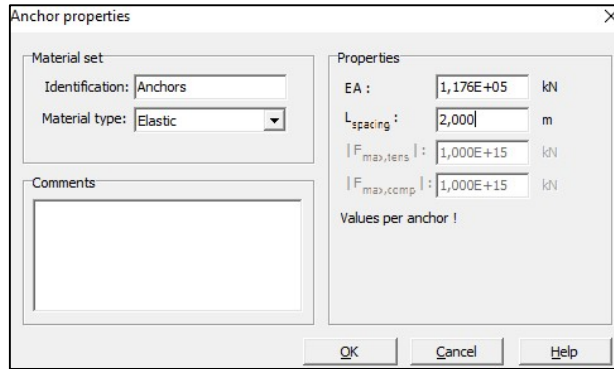 Anchor properties
Material set
Identification: Anchors
Material type: Elastic
Comments
Properties
EA : 1,176E+05 kN
Lspacing : 2,000 m
|Fmax,tens| : 1,000E+15 kN
|Fmax,comp| : 1,000E+15 kN
Values per anchor !
OK Cancel Help